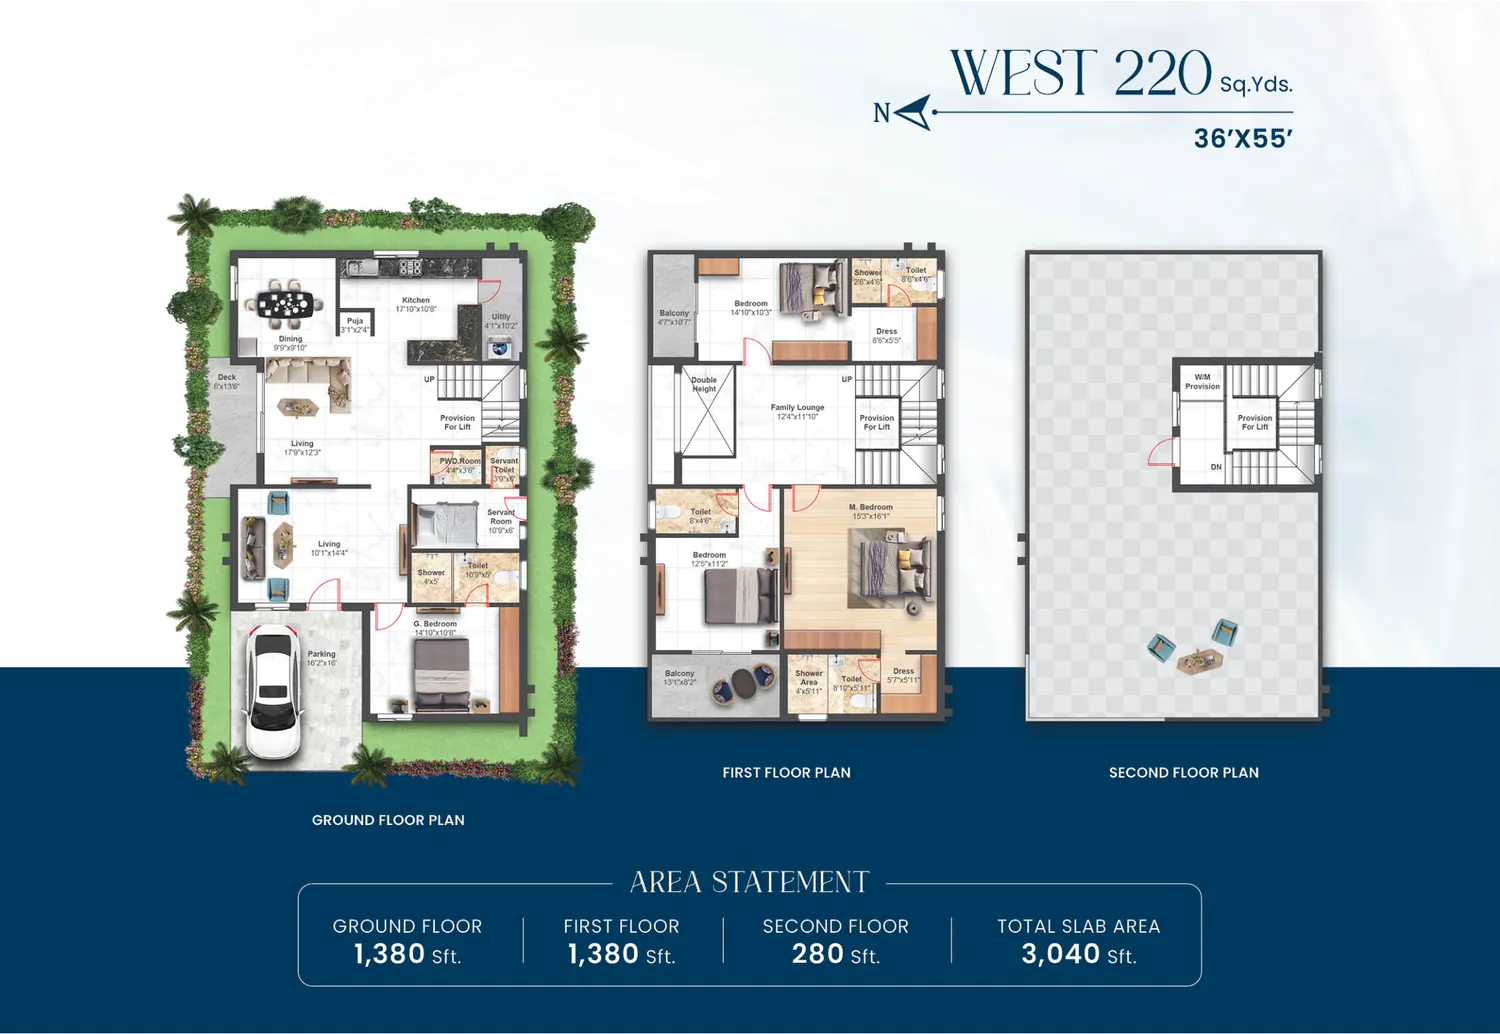 WEST 220 Sq.Yds.
N
36'X55'
Kitchen
17'10"x10'8"
Puja
3'1"x2'4"
Uitlly
4'1"x10'2"
Dining
9'9"x9'10"
Deck
6'x13'6"
UP
Provision
For Lift
Living
17'9"x12'3"
PWD.Room
4'4"x3'6"
Servant
Toilet
3'9"x6'
Servant
Room
10'9"x6'
Living
10'1"x14'4"
Shower
4'x5'
Toilet
10'9"x5'
G. Bedroom
14'10"x10'8"
Parking
16'2"x16'
GROUND FLOOR PLAN
Balcony
4'7"x10'7"
Bedroom
14'10"x10'3"
Shower
2'6"x4'6"
Toilet
8'6"x4'6"
Dress
8'6"x5'5"
Double
Height
UP
Family Lounge
12'4"x11'10"
Provision
For Lift
Toilet
8'x4'6"
M. Bedroom
15'3"x16'1"
Bedroom
12'5"x11'2"
Balcony
13'1"x8'2"
Shower
Area
4'x5'11"
Toilet
8'10"x5'11"
Dress
5'7"x5'11"
FIRST FLOOR PLAN
W/M
Provision
Provision
For Lift
DN
SECOND FLOOR PLAN
AREA STATEMENT
GROUND FLOOR
1,380 Sft.
FIRST FLOOR
1,380 Sft.
SECOND FLOOR
280 Sft.
TOTAL SLAB AREA
3,040 Sft.